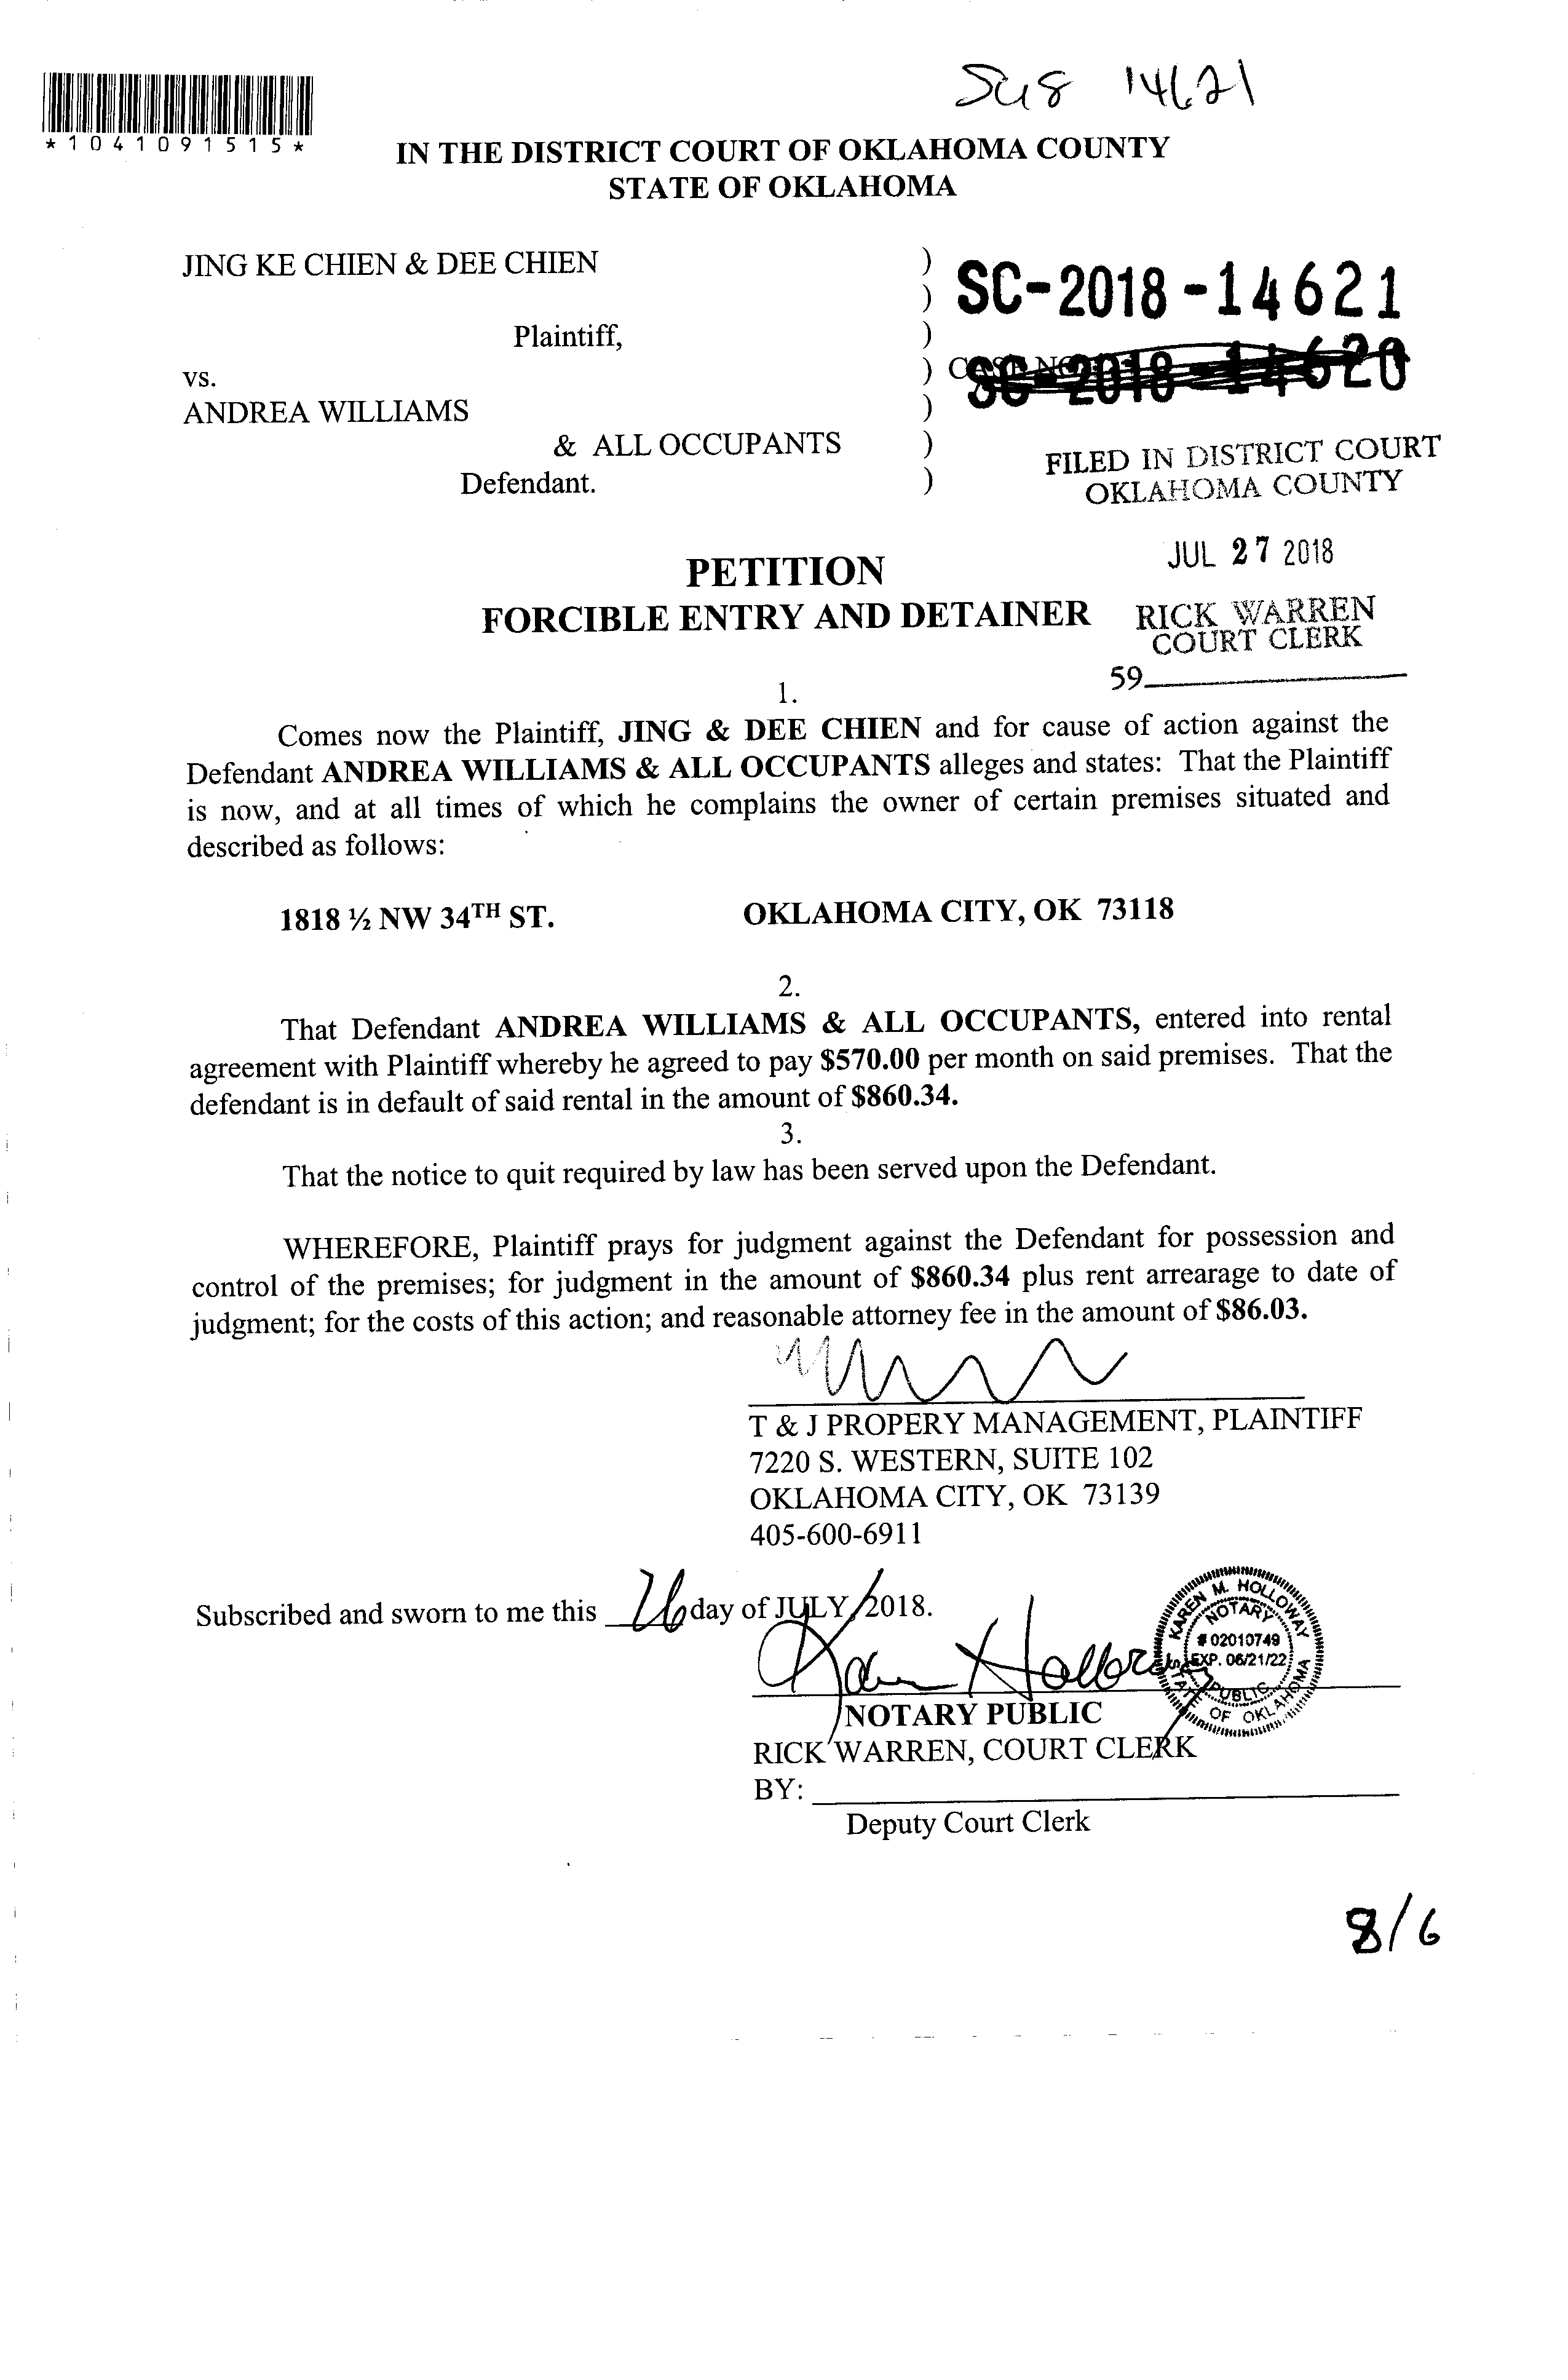 SC18 14621
*1041091515*
IN THE DISTRICT COURT OF OKLAHOMA COUNTY
STATE OF OKLAHOMA
JING KE CHIEN & DEE CHIEN )
) SC-2018-14621
Plaintiff, )
) CASE NO. SC-2018-14620
vs.
ANDREA WILLIAMS )
& ALL OCCUPANTS )
Defendant. )
FILED IN DISTRICT COURT
OKLAHOMA COUNTY
JUL 27 2018
PETITION
FORCIBLE ENTRY AND DETAINER
RICK WARREN
COURT CLERK
59
1.
Comes now the Plaintiff, JING & DEE CHIEN and for cause of action against the
Defendant ANDREA WILLIAMS & ALL OCCUPANTS alleges and states: That the Plaintiff
is now, and at all times of which he complains the owner of certain premises situated and
described as follows:
1818 ½ NW 34TH ST. OKLAHOMA CITY, OK 73118
2.
That Defendant ANDREA WILLIAMS & ALL OCCUPANTS, entered into rental
agreement with Plaintiff whereby he agreed to pay $570.00 per month on said premises. That the
defendant is in default of said rental in the amount of $860.34.
3.
That the notice to quit required by law has been served upon the Defendant.
WHEREFORE, Plaintiff prays for judgment against the Defendant for possession and
control of the premises; for judgment in the amount of $860.34 plus rent arrearage to date of
judgment; for the costs of this action; and reasonable attorney fee in the amount of $86.03.
T & J PROPERY MANAGEMENT, PLAINTIFF
7220 S. WESTERN, SUITE 102
OKLAHOMA CITY, OK 73139
405-600-6911
Subscribed and sworn to me this 26 day of JULY, 2018.
Karen Holloway
KAREN M. HOLLOWAY
NOTARY
# 02010749
EXP. 06/21/22
PUBLIC
STATE OF OKLAHOMA
NOTARY PUBLIC
RICK WARREN, COURT CLERK
BY:
Deputy Court Clerk
8/6